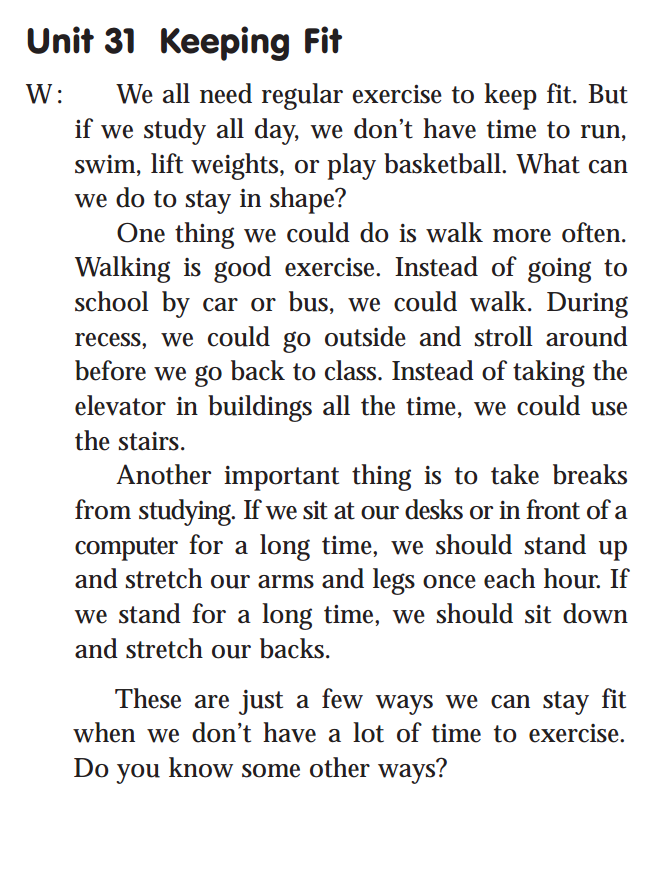 Unit 31 Keeping Fit
W: We all need regular exercise to keep fit. But
if we study all day, we don't have time to run,
swim, lift weights, or play basketball. What can
we do to stay in shape?
One thing we could do is walk more often.
Walking is good exercise. Instead of going to
school by car or bus, we could walk. During
recess, we could go outside and stroll around
before we go back to class. Instead of taking the
elevator in buildings all the time, we could use
the stairs.
Another important thing is to take breaks
from studying. If we sit at our desks or in front of a
computer for a long time, we should stand up
and stretch our arms and legs once each hour. If
we stand for a long time, we should sit down
and stretch our backs.
These are just a few ways we can stay fit
when we don't have a lot of time to exercise.
Do you know some other ways?